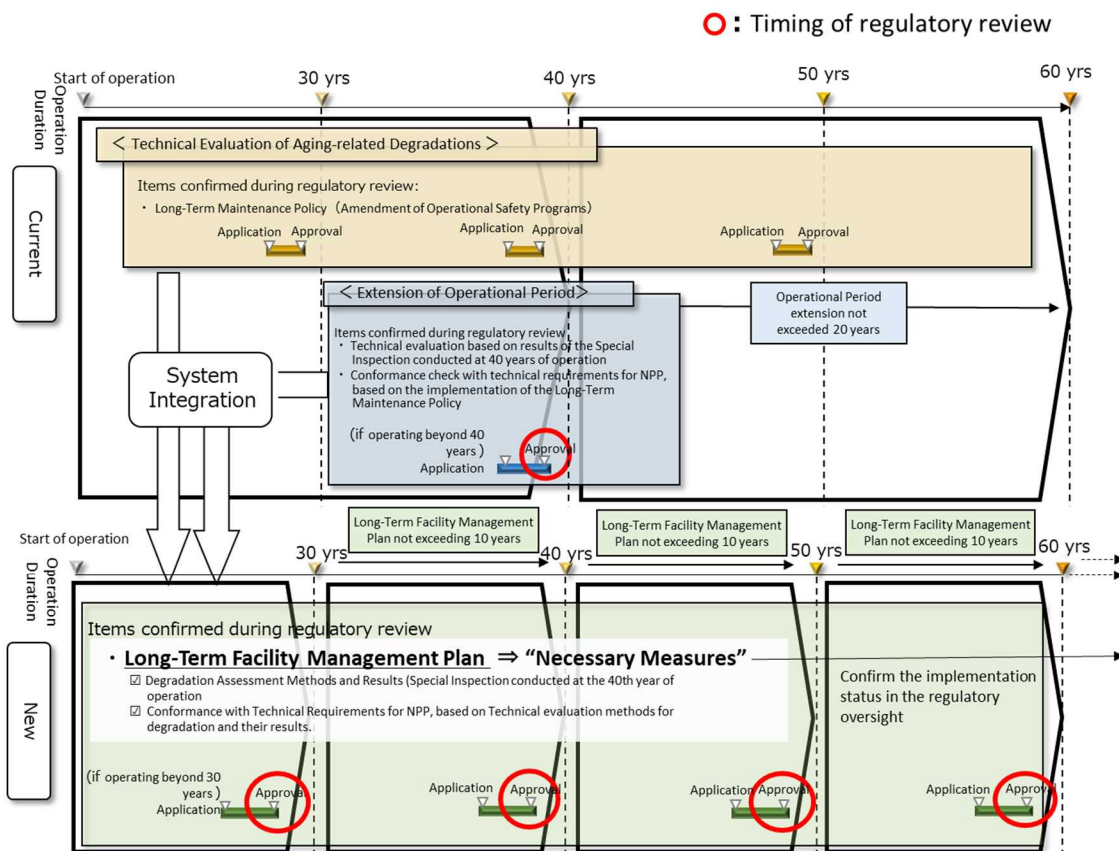 ○ : Timing of regulatory review
Start of operation
30 yrs
40 yrs
50 yrs
60 yrs
Operation
Duration
Current
＜ Technical Evaluation of Aging-related Degradations ＞
Items confirmed during regulatory review:
・ Long-Term Maintenance Policy （Amendment of Operational Safety Programs）
Application
Approval
Application
Approval
Application
Approval
＜ Extension of Operational Period＞
Items confirmed during regulatory review
・ Technical evaluation based on results of the Special
Inspection conducted at 40 years of operation
・ Conformance check with technical requirements for NPP,
based on the implementation of the Long-Term
Maintenance Policy
(if operating beyond 40
years )
Application
Approval
Operational Period
extension not
exceeded 20 years
System
Integration
Long-Term Facility Management
Plan not exceeding 10 years
Long-Term Facility Management
Plan not exceeding 10 years
Long-Term Facility Management
Plan not exceeding 10 years
Start of operation
30 yrs
40 yrs
50 yrs
60 yrs
Operation
Duration
New
Items confirmed during regulatory review
・ Long-Term Facility Management Plan ⇒ “Necessary Measures”
☑ Degradation Assessment Methods and Results (Special Inspection conducted at the 40th year of
operation
☑ Conformance with Technical Requirements for NPP, based on Technical evaluation methods for
degradation and their results.
Confirm the implementation
status in the regulatory
oversight
(if operating beyond 30
years )
Application
Approval
Application
Approval
Application
Approval
Application
Approval